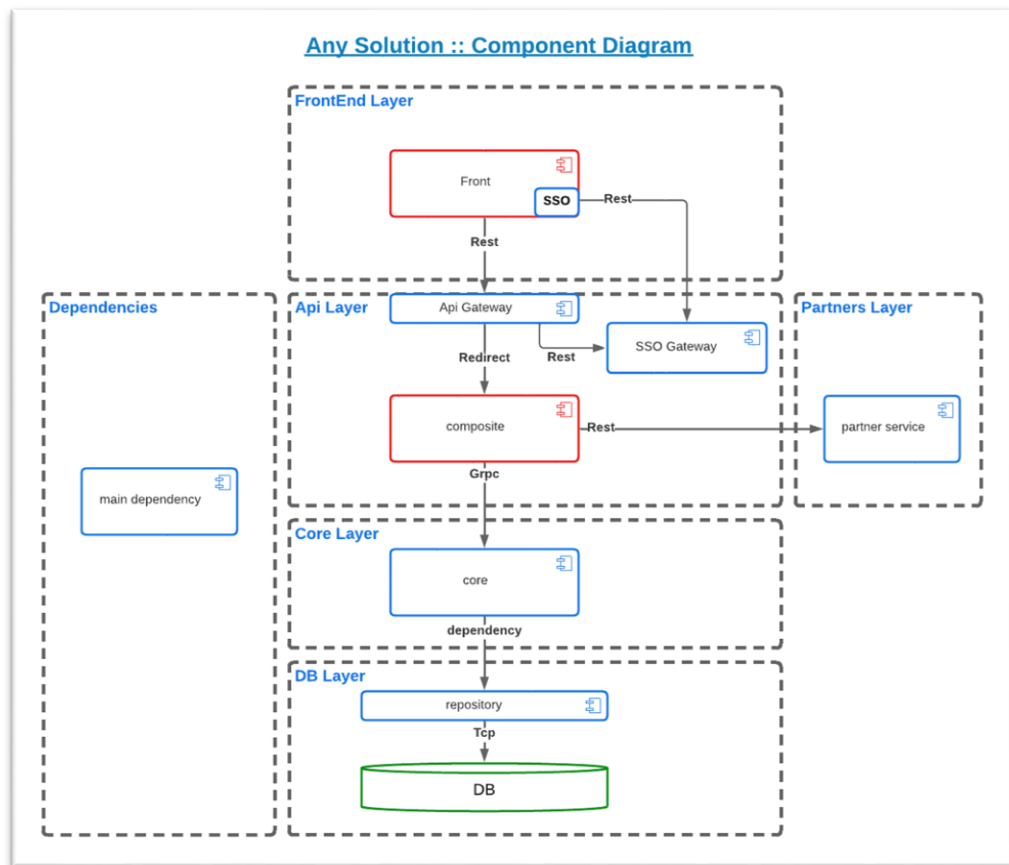 Any Solution :: Component Diagram
FrontEnd Layer
Front
SSO
Rest
Rest
Dependencies
Api Layer
Api Gateway
Partners Layer
SSO Gateway
Redirect
Rest
composite
Rest
partner service
Grpc
main dependency
Core Layer
core
dependency
DB Layer
repository
Tcp
DB